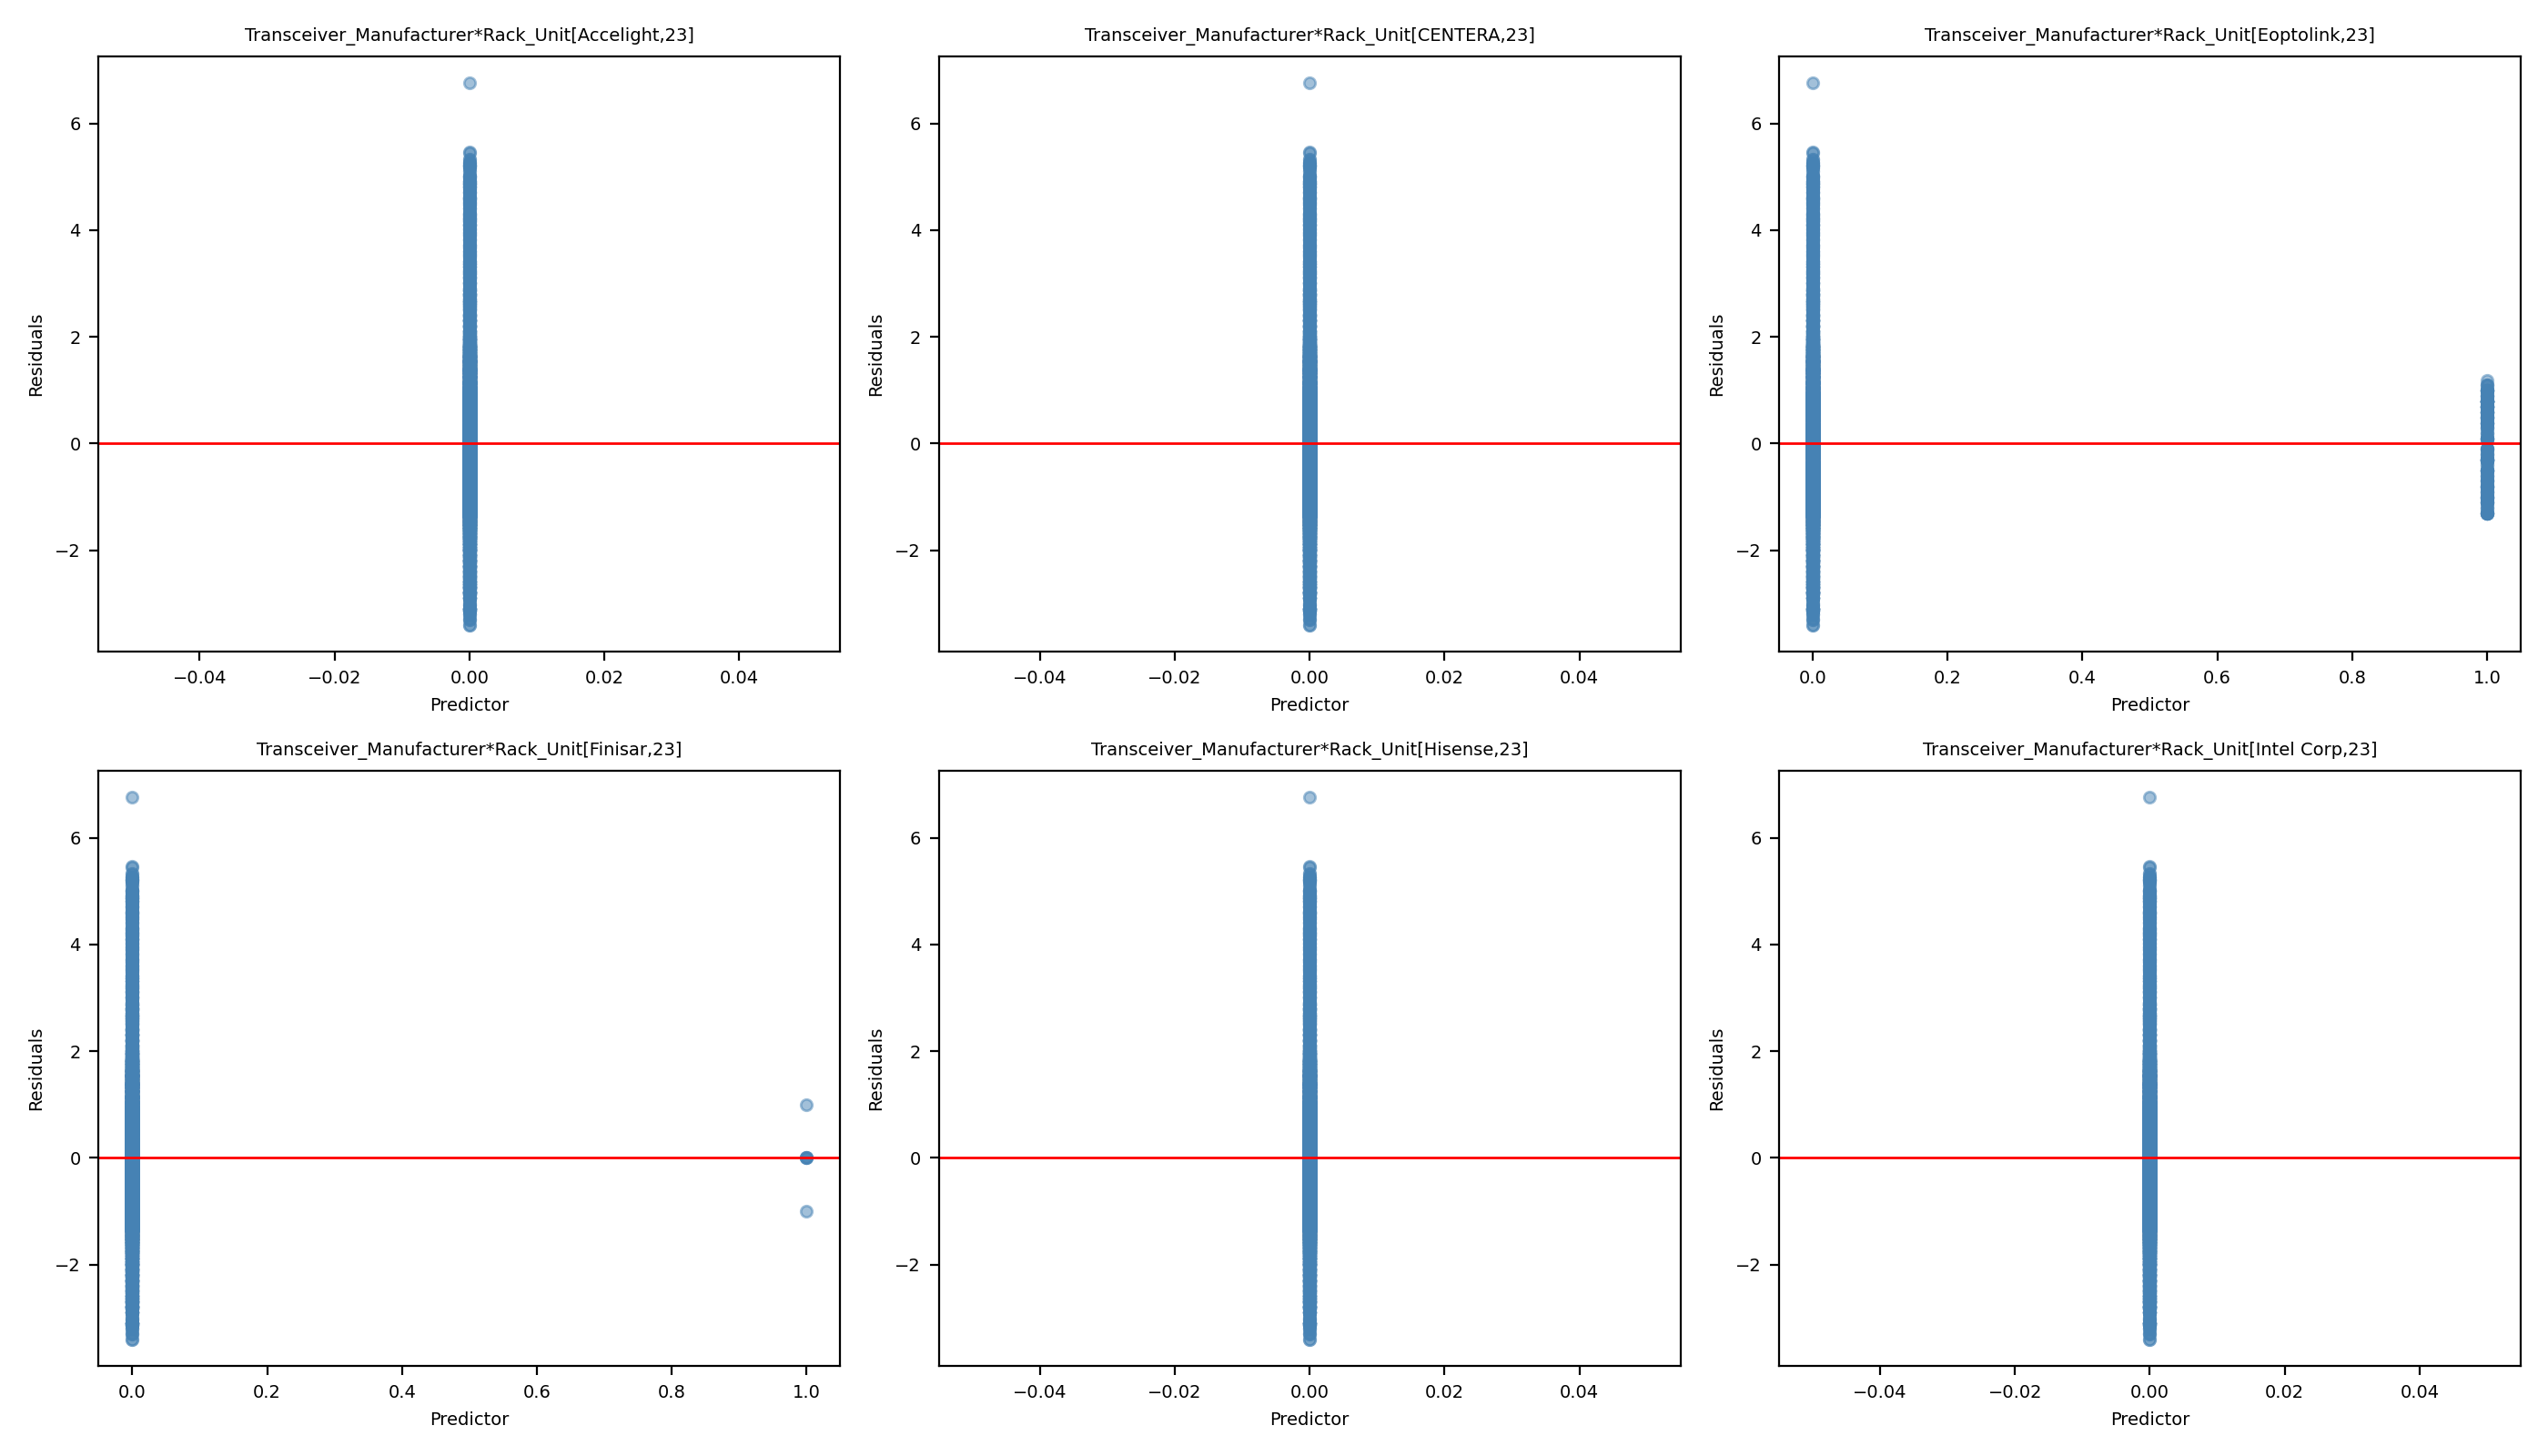 Transceiver_Manufacturer*Rack_Unit[Accelight,23]
Residuals
6
4
2
0
−2
−0.04 −0.02 0.00 0.02 0.04
Predictor
Transceiver_Manufacturer*Rack_Unit[CENTERA,23]
Residuals
6
4
2
0
−2
−0.04 −0.02 0.00 0.02 0.04
Predictor
Transceiver_Manufacturer*Rack_Unit[Eoptolink,23]
Residuals
6
4
2
0
−2
0.0 0.2 0.4 0.6 0.8 1.0
Predictor
Transceiver_Manufacturer*Rack_Unit[Finisar,23]
Residuals
6
4
2
0
−2
0.0 0.2 0.4 0.6 0.8 1.0
Predictor
Transceiver_Manufacturer*Rack_Unit[Hisense,23]
Residuals
6
4
2
0
−2
−0.04 −0.02 0.00 0.02 0.04
Predictor
Transceiver_Manufacturer*Rack_Unit[Intel Corp,23]
Residuals
6
4
2
0
−2
−0.04 −0.02 0.00 0.02 0.04
Predictor